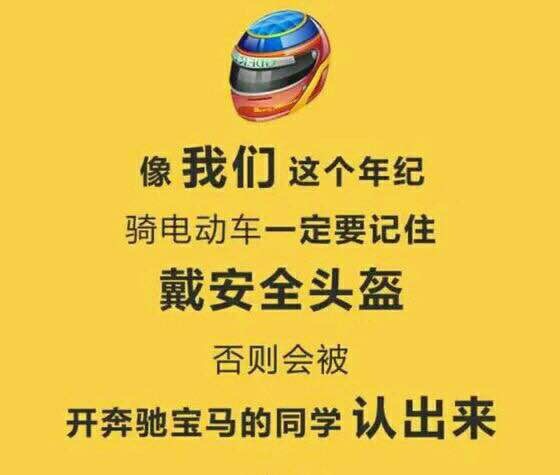 像我们这个年纪
骑电动车一定要记住
戴安全头盔
否则会被
开奔驰宝马的同学认出来